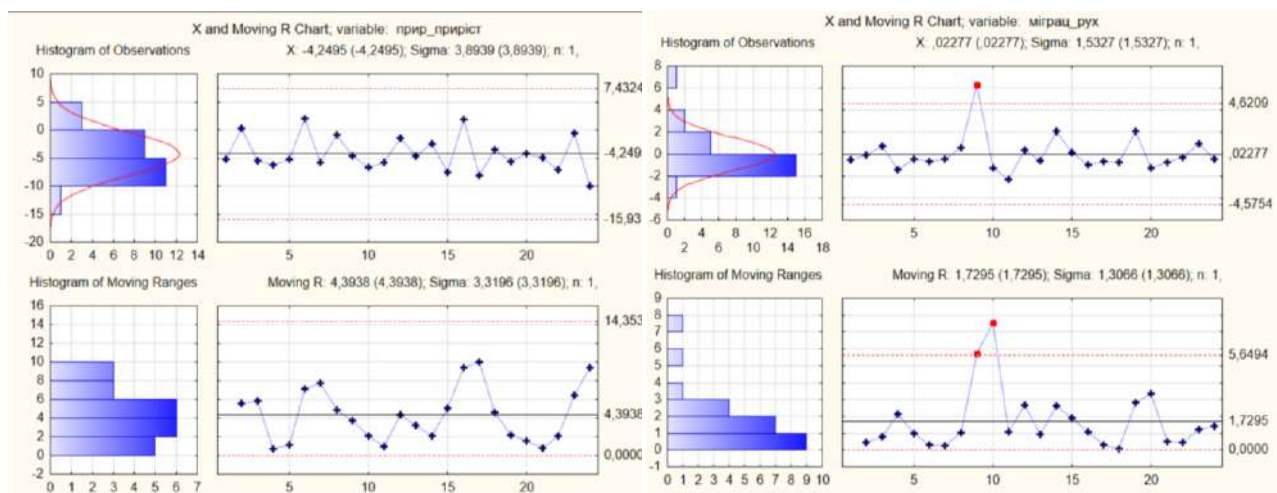 X and Moving R Chart; variable: прир_приріст
Histogram of Observations
X: -4,2495 (-4,2495); Sigma: 3,8939 (3,8939); n: 1,
10
5
0
-5
-10
-15
-20
0 2 4 6 8 10 12 14
7,4324
-4,249
-15,93
5 10 15 20
Histogram of Moving Ranges
Moving R: 4,3938 (4,3938); Sigma: 3,3196 (3,3196); n: 1,
16
14
12
10
8
6
4
2
0
-2
0 1 2 3 4 5 6 7
14,353
4,3938
0,0000
5 10 15 20
X and Moving R Chart; variable: міграц_рух
Histogram of Observations
X: ,02277 (,02277); Sigma: 1,5327 (1,5327); n: 1,
8
6
4
2
0
-2
-4
-6
0 4 8 12 16
2 6 10 14 18
4,6209
,02277
-4,5754
5 10 15 20
Histogram of Moving Ranges
Moving R: 1,7295 (1,7295); Sigma: 1,3066 (1,3066); n: 1,
9
8
7
6
5
4
3
2
1
0
-1
0 1 2 3 4 5 6 7 8 9 10
5,6494
1,7295
0,0000
5 10 15 20